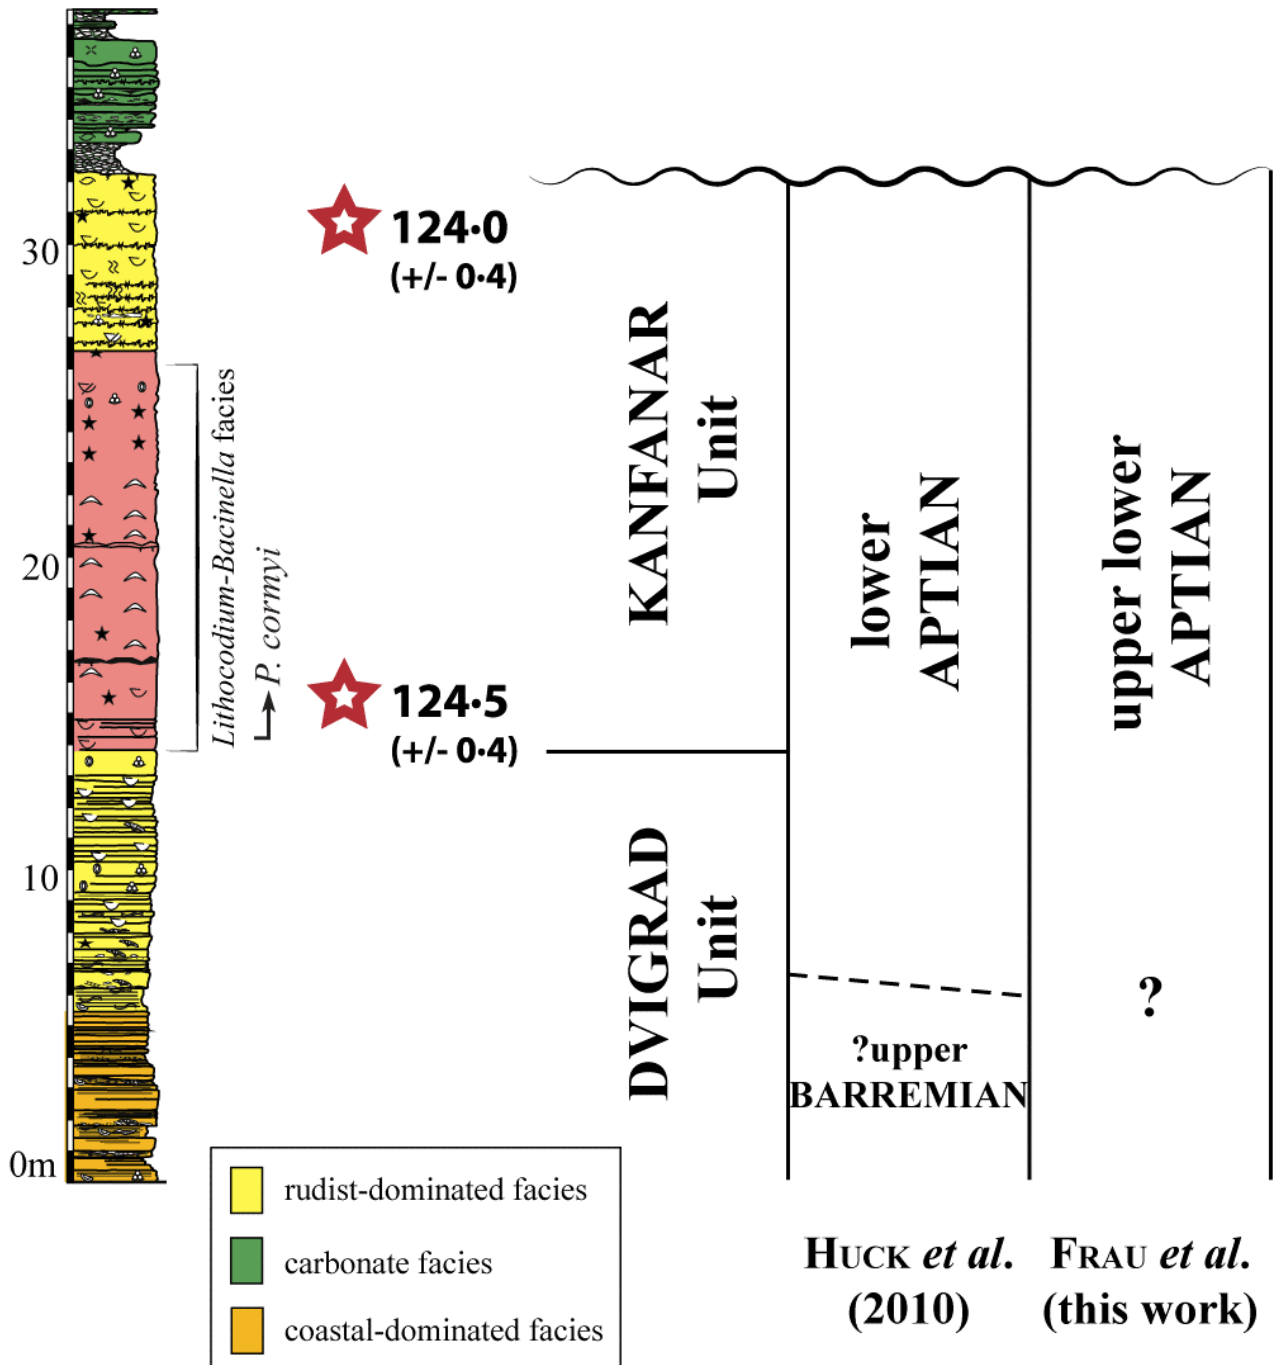 30
20
10
0m
Lithocodium-Bacinella facies
P. cornyi
124·0
(+/- 0·4)
124·5
(+/- 0·4)
KANFANAR
Unit
DVIGRAD
Unit
lower
APTIAN
?upper
BARREMIAN
upper lower
APTIAN
?
HUCK et al.
(2010)
FRAU et al.
(this work)
rudist-dominated facies
carbonate facies
coastal-dominated facies